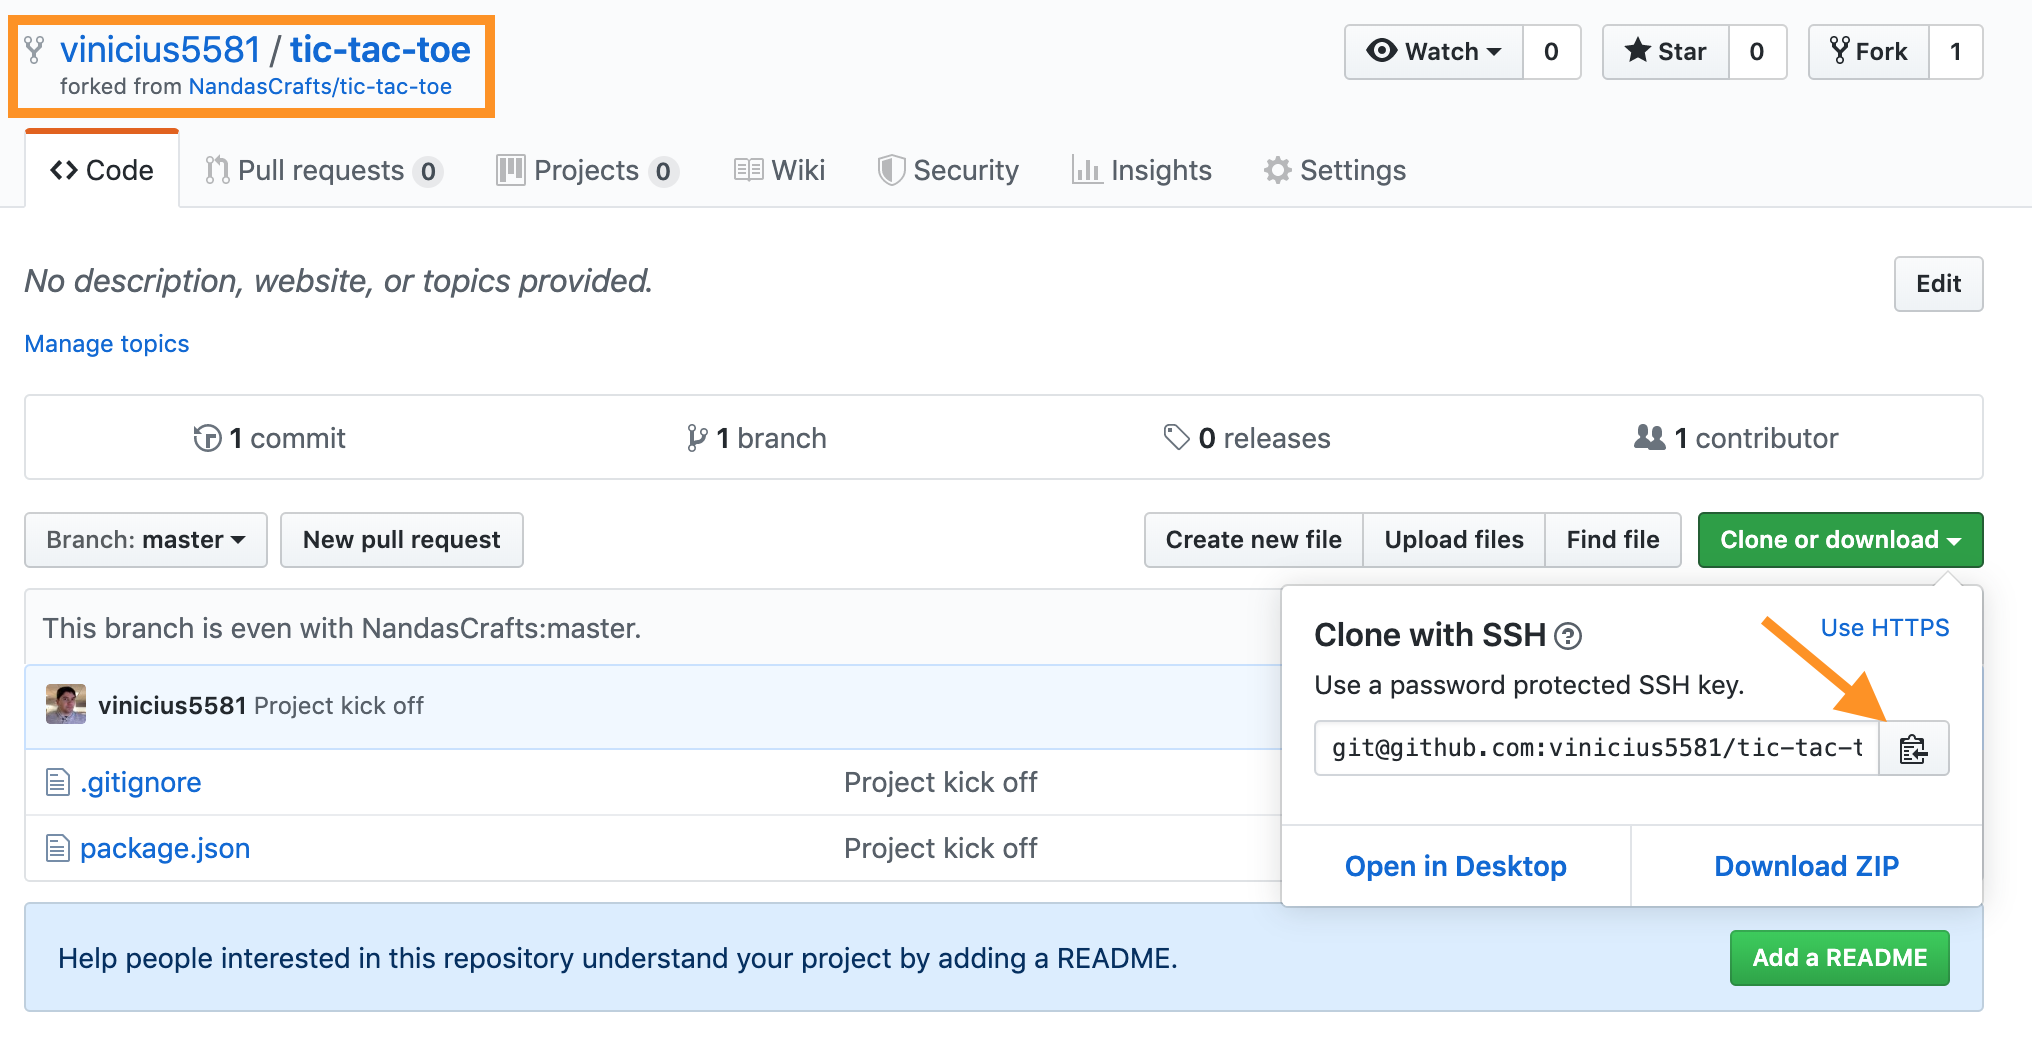 vinicius5581 / tic-tac-toe
forked from NandasCrafts/tic-tac-toe
Watch 0 Star 0 Fork 1
Code Pull requests 0 Projects 0 Wiki Security Insights Settings
No description, website, or topics provided.
Edit
Manage topics
1 commit 1 branch 0 releases 1 contributor
Branch: master New pull request Create new file Upload files Find file Clone or download
This branch is even with NandasCrafts:master.
Clone with SSH ? Use HTTPS
Use a password protected SSH key.
vinicius5581 Project kick off
git@github.com:vinicius5581/tic-tac-t
.gitignore Project kick off
package.json Project kick off
Open in Desktop Download ZIP
Help people interested in this repository understand your project by adding a README.
Add a README